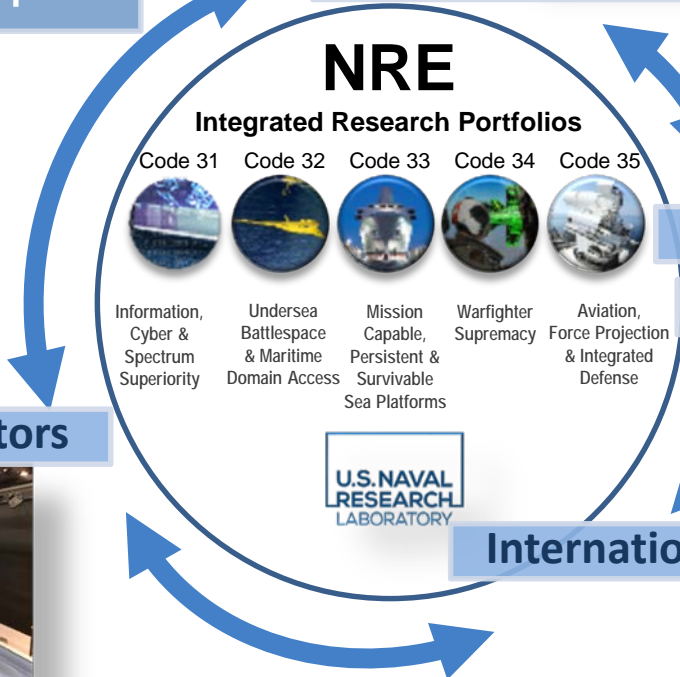 NRE
Integrated Research Portfolios
Code 31 Code 32 Code 33 Code 34 Code 35
Information,
Cyber &
Spectrum
Superiority
Undersea
Battlespace
& Maritime
Domain Access
Mission
Capable,
Persistent &
Survivable
Sea Platforms
Warfighter
Supremacy
Aviation,
Force Projection
& Integrated
Defense
tors
U.S.NAVAL
RESEARCH
LABORATORY
Internatio